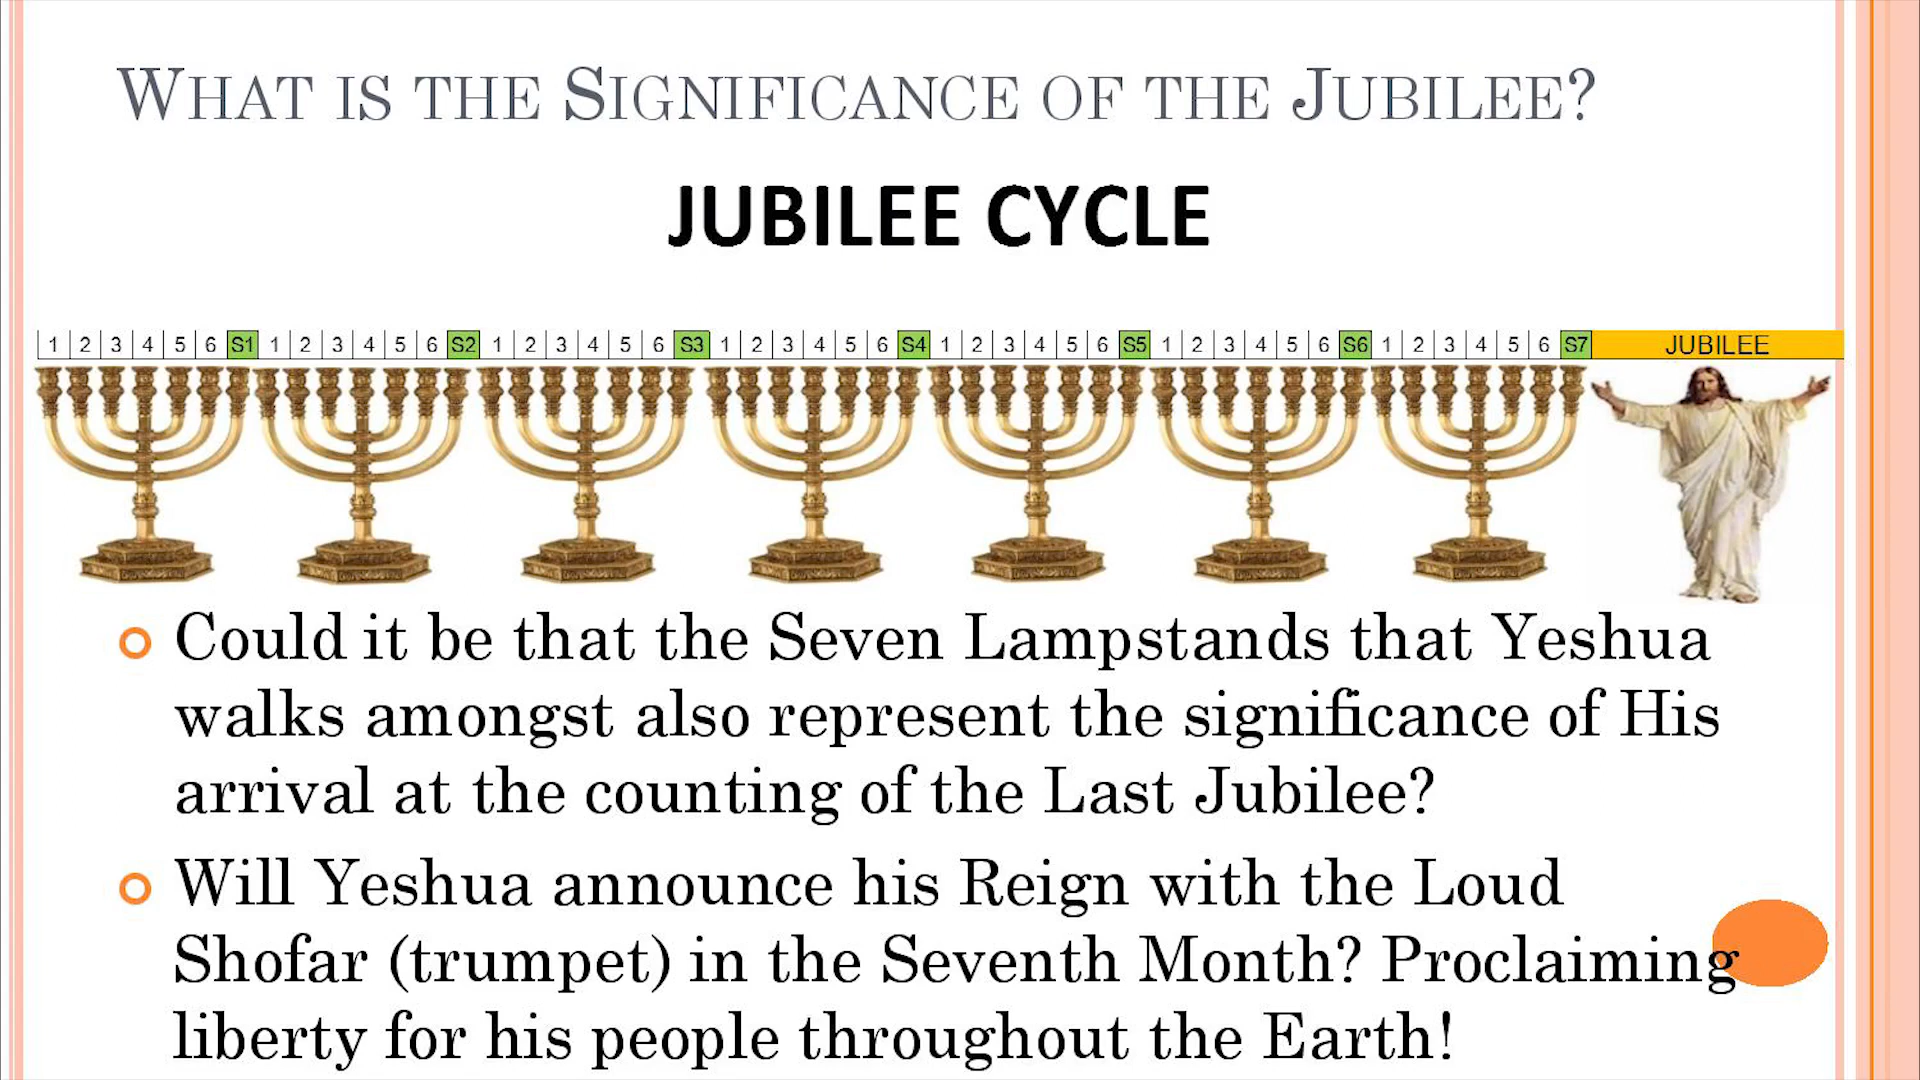 WHAT IS THE SIGNIFICANCE OF THE JUBILEE?
JUBILEE CYCLE
1 2 3 4 5 6 S1 1 2 3 4 5 6 S2 1 2 3 4 5 6 S3 1 2 3 4 5 6 S4 1 2 3 4 5 6 S5 1 2 3 4 5 6 S6 1 2 3 4 5 6 S7 JUBILEE
Could it be that the Seven Lampstands that Yeshua
walks amongst also represent the significance of His
arrival at the counting of the Last Jubilee?
Will Yeshua announce his Reign with the Loud
Shofar (trumpet) in the Seventh Month? Proclaiming
liberty for his people throughout the Earth!